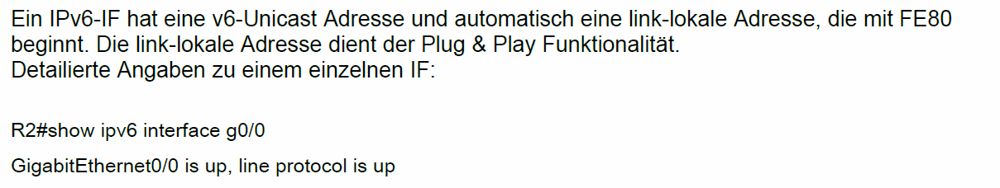 Ein IPv6-IF hat eine v6-Unicast Adresse und automatisch eine link-lokale Adresse, die mit FE80
beginnt. Die link-lokale Adresse dient der Plug & Play Funktionalität.
Detailierte Angaben zu einem einzelnen IF:
R2#show ipv6 interface g0/0
GigabitEthernet0/0 is up, line protocol is up